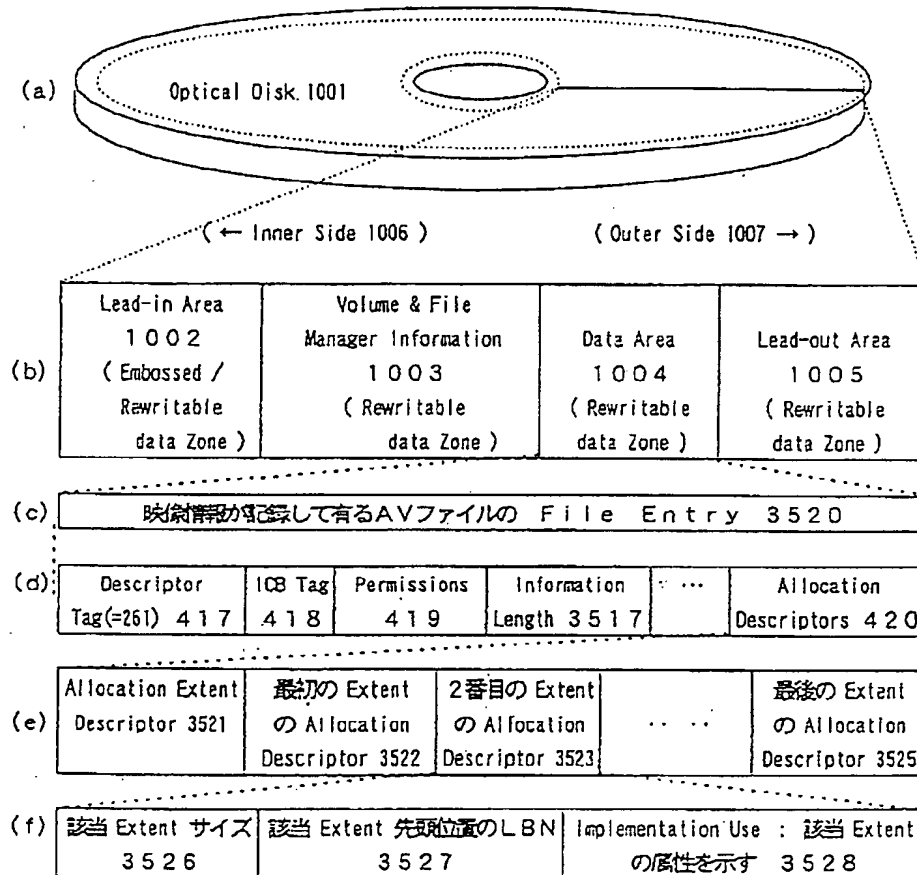 (a)
Optical Disk 1001
(← Inner Side 1006 )
( Outer Side 1007 → )
(b)
Lead-in Area
1002
( Embossed /
Rewritable
data Zone )
Volume & File
Manager Information
1003
( Rewritable
data Zone )
Data Area
1004
( Rewritable
data Zone )
Lead-out Area
1005
( Rewritable
data Zone )
(c)
映像情報が記録して有るAVファイルの File Entry 3520
(d)
Descriptor
Tag(=261) 417
ICB Tag
418
Permissions
419
Information
Length 3517
・・・
Allocation
Descriptors 420
(e)
Allocation Extent
Descriptor 3521
最初の Extent
の Allocation
Descriptor 3522
2番目の Extent
の Allocation
Descriptor 3523
・・ ・・
最後の Extent
の Allocation
Descriptor 3525
(f)
該当 Extent サイズ
3526
該当 Extent 先頭位置のLBN
3527
Implementation Use : 該当 Extent
の属性を示す 3528